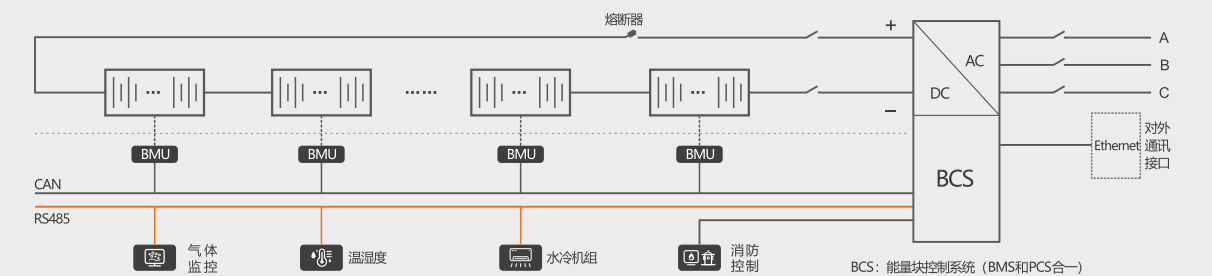 熔断器
+
A
AC
B
DC
C
−
对外
通讯
接口
Ethernet
BMU
BMU
BMU
BMU
CAN
BCS
RS485
气体
监控
温湿度
水冷机组
消防
控制
BCS：能量块控制系统（BMS和PCS合一）